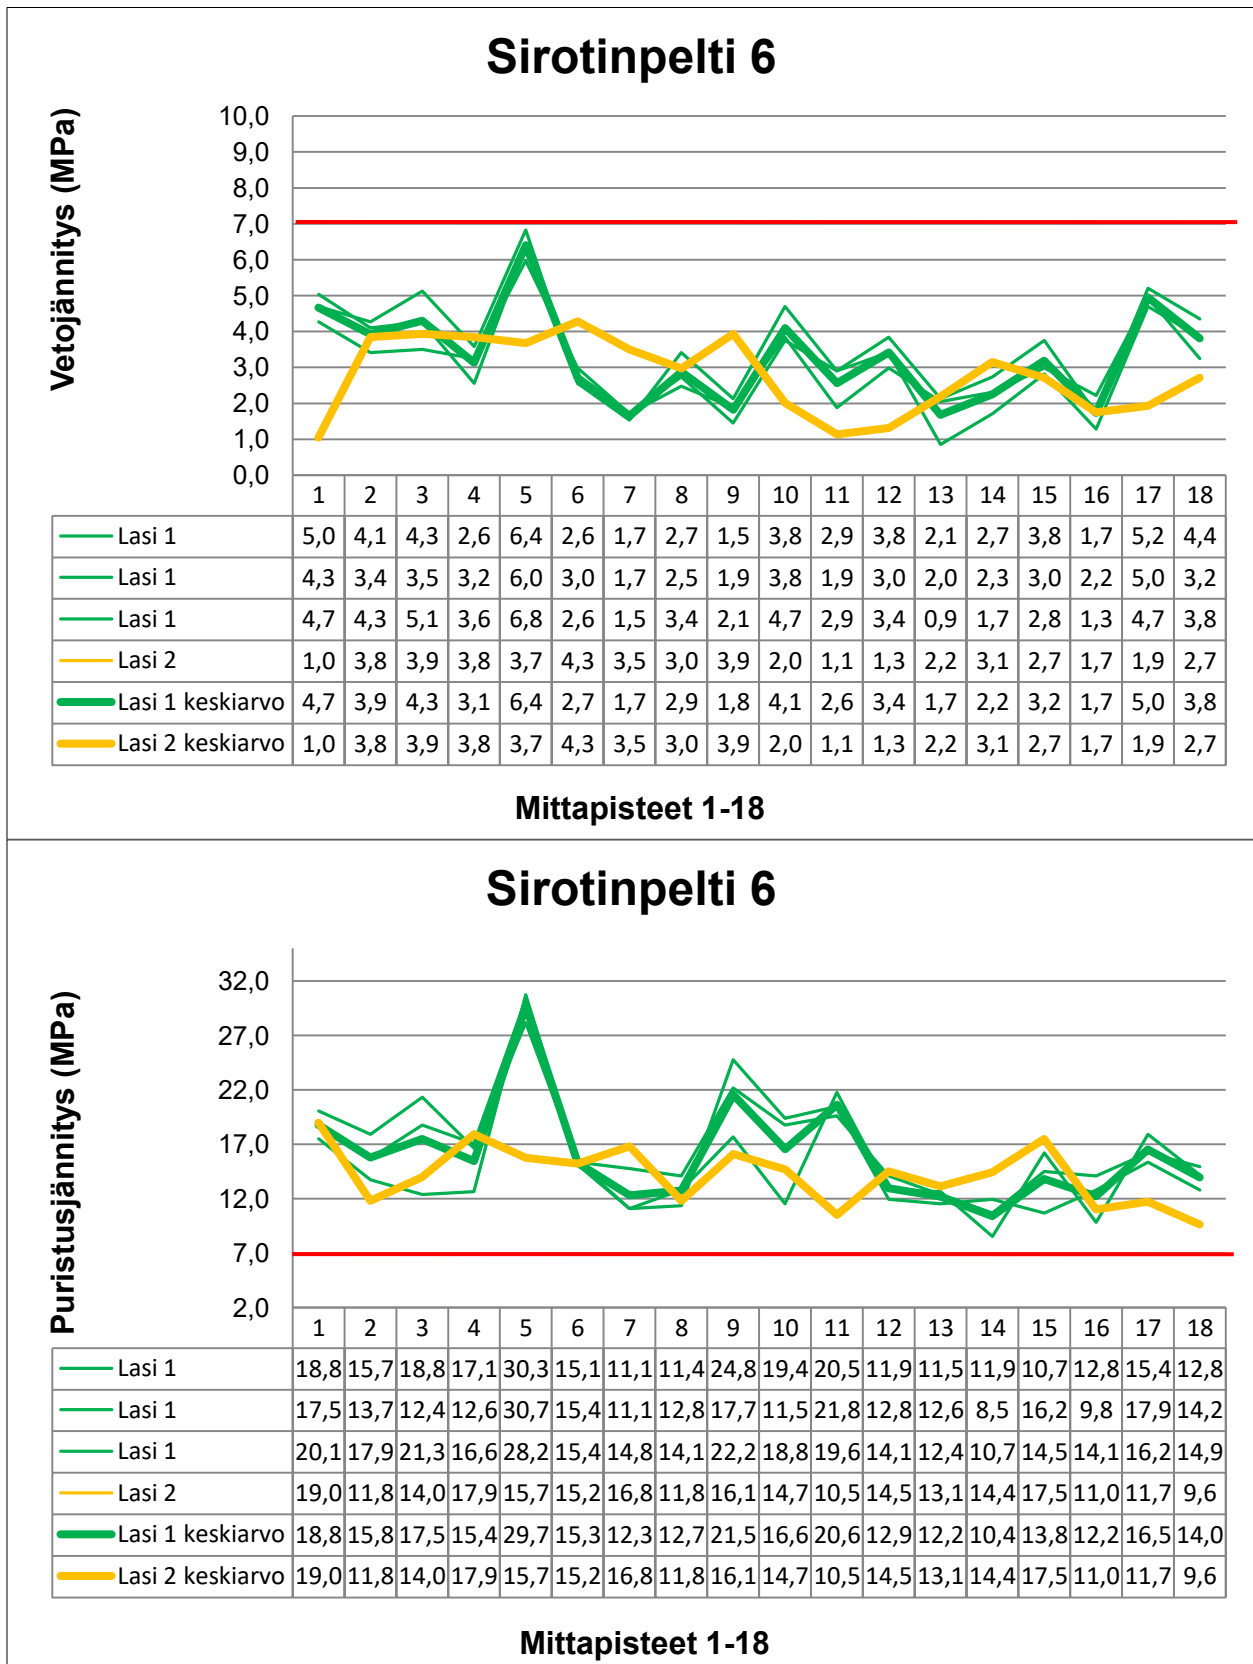 Sirotinpelti 6
Vetojännitys (MPa)
10,0
9,0
8,0
7,0
6,0
5,0
4,0
3,0
2,0
1,0
0,0
1 2 3 4 5 6 7 8 9 10 11 12 13 14 15 16 17 18
Lasi 1 5,0 4,1 4,3 2,6 6,4 2,6 1,7 2,7 1,5 3,8 2,9 3,8 2,1 2,7 3,8 1,7 5,2 4,4
Lasi 1 4,3 3,4 3,5 3,2 6,0 3,0 1,7 2,5 1,9 3,8 1,9 3,0 2,0 2,3 3,0 2,2 5,0 3,2
Lasi 1 4,7 4,3 5,1 3,6 6,8 2,6 1,5 3,4 2,1 4,7 2,9 3,4 0,9 1,7 2,8 1,3 4,7 3,8
Lasi 2 1,0 3,8 3,9 3,8 3,7 4,3 3,5 3,0 3,9 2,0 1,1 1,3 2,2 3,1 2,7 1,7 1,9 2,7
Lasi 1 keskiarvo 4,7 3,9 4,3 3,1 6,4 2,7 1,7 2,9 1,8 4,1 2,6 3,4 1,7 2,2 3,2 1,7 5,0 3,8
Lasi 2 keskiarvo 1,0 3,8 3,9 3,8 3,7 4,3 3,5 3,0 3,9 2,0 1,1 1,3 2,2 3,1 2,7 1,7 1,9 2,7
Mittapisteet 1-18
Sirotinpelti 6
Puristusjännitys (MPa)
32,0
27,0
22,0
17,0
12,0
7,0
2,0
1 2 3 4 5 6 7 8 9 10 11 12 13 14 15 16 17 18
Lasi 1 18,8 15,7 18,8 17,1 30,3 15,1 11,1 11,4 24,8 19,4 20,5 11,9 11,5 11,9 10,7 12,8 15,4 12,8
Lasi 1 17,5 13,7 12,4 12,6 30,7 15,4 11,1 12,8 17,7 11,5 21,8 12,8 12,6 8,5 16,2 9,8 17,9 14,2
Lasi 1 20,1 17,9 21,3 16,6 28,2 15,4 14,8 14,1 22,2 18,8 19,6 14,1 12,4 10,7 14,5 14,1 16,2 14,9
Lasi 2 19,0 11,8 14,0 17,9 15,7 15,2 16,8 11,8 16,1 14,7 10,5 14,5 13,1 14,4 17,5 11,0 11,7 9,6
Lasi 1 keskiarvo 18,8 15,8 17,5 15,4 29,7 15,3 12,3 12,7 21,5 16,6 20,6 12,9 12,2 10,4 13,8 12,2 16,5 14,0
Lasi 2 keskiarvo 19,0 11,8 14,0 17,9 15,7 15,2 16,8 11,8 16,1 14,7 10,5 14,5 13,1 14,4 17,5 11,0 11,7 9,6
Mittapisteet 1-18